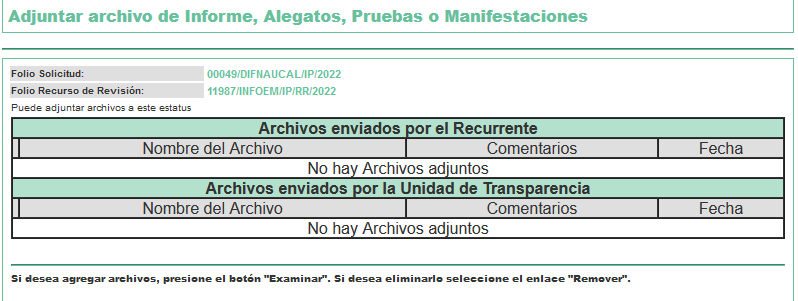 Adjuntar archivo de Informe, Alegatos, Pruebas o Manifestaciones
Folio Solicitud: 00049/DIFNAUCAL/IP/2022
Folio Recurso de Revisión: 11987/INFOEM/IP/RR/2022
Puede adjuntar archivos a este estatus
Archivos enviados por el Recurrente
Nombre del Archivo Comentarios Fecha
No hay Archivos adjuntos
Archivos enviados por la Unidad de Transparencia
Nombre del Archivo Comentarios Fecha
No hay Archivos adjuntos
Si desea agregar archivos, presione el botón "Examinar". Si desea eliminarlo seleccione el enlace "Remover".